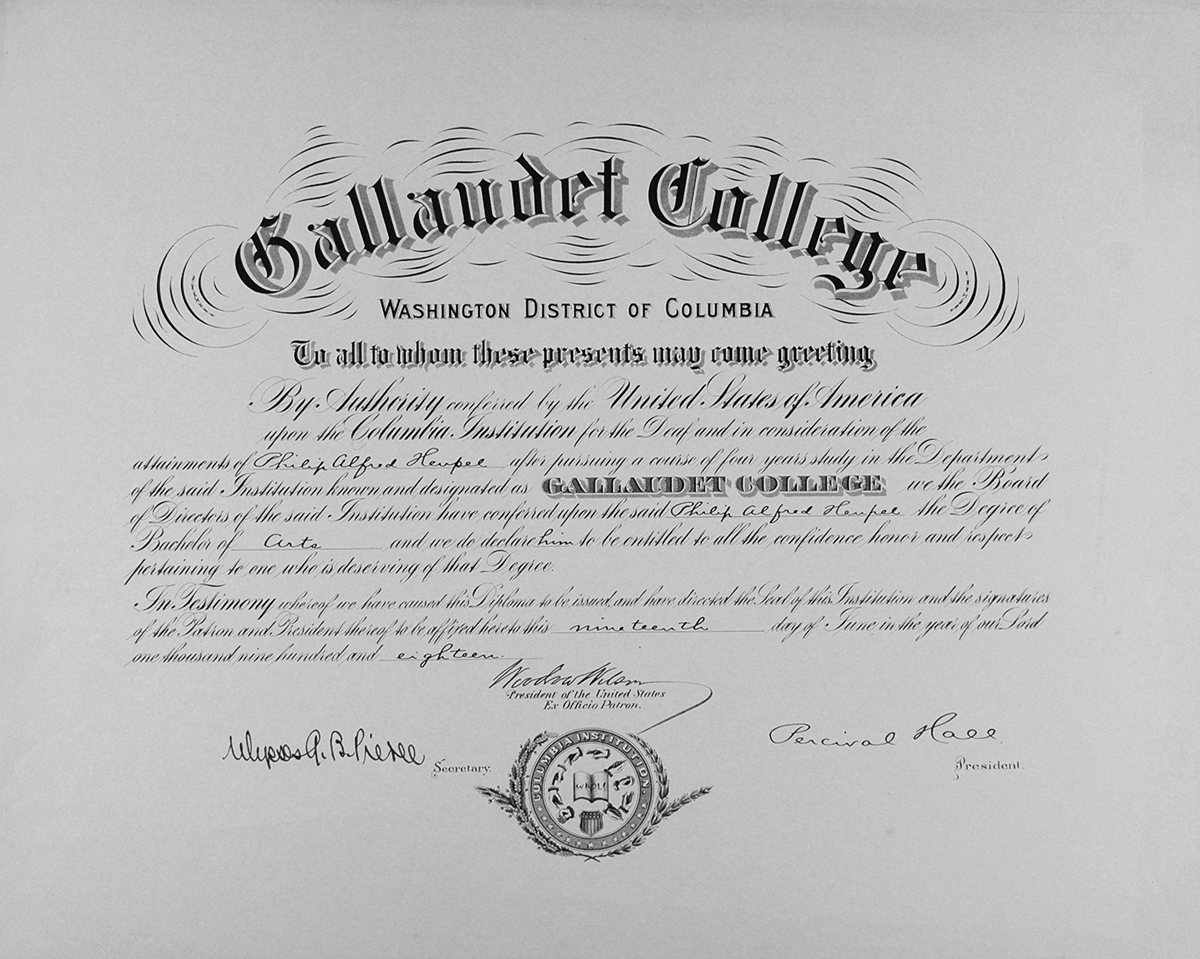 Gallaudet College
WASHINGTON DISTRICT OF COLUMBIA
To all to whom these presents may come greeting
By Authority conferred by the United States of America
upon the Columbia Institution for the Deaf and in consideration of the
attainments of Philip Alfred Heupel after pursuing a course of four years study in the Department
of the said Institution known and designated as GALLAUDET COLLEGE we the Board
of Directors of the said Institution have conferred upon the said Philip Alfred Heupel the Degree of
Bachelor of Arts and we do declare him to be entitled to all the confidence, honor and respect
pertaining to one, who is deserving of that Degree.
In Testimony whereof we have caused this Diploma to be issued, and have directed the Seal of this Institution and the signatures
of the Patron, and President thereof to be affixed hereto this nineteenth day of June in the year of our Lord
one thousand nine hundred and eighteen.
Woodrow Wilson
President of the United States
Ex Officio Patron.
Percival Hall
Secretary.
President.
COLUMBIA INSTITUTION